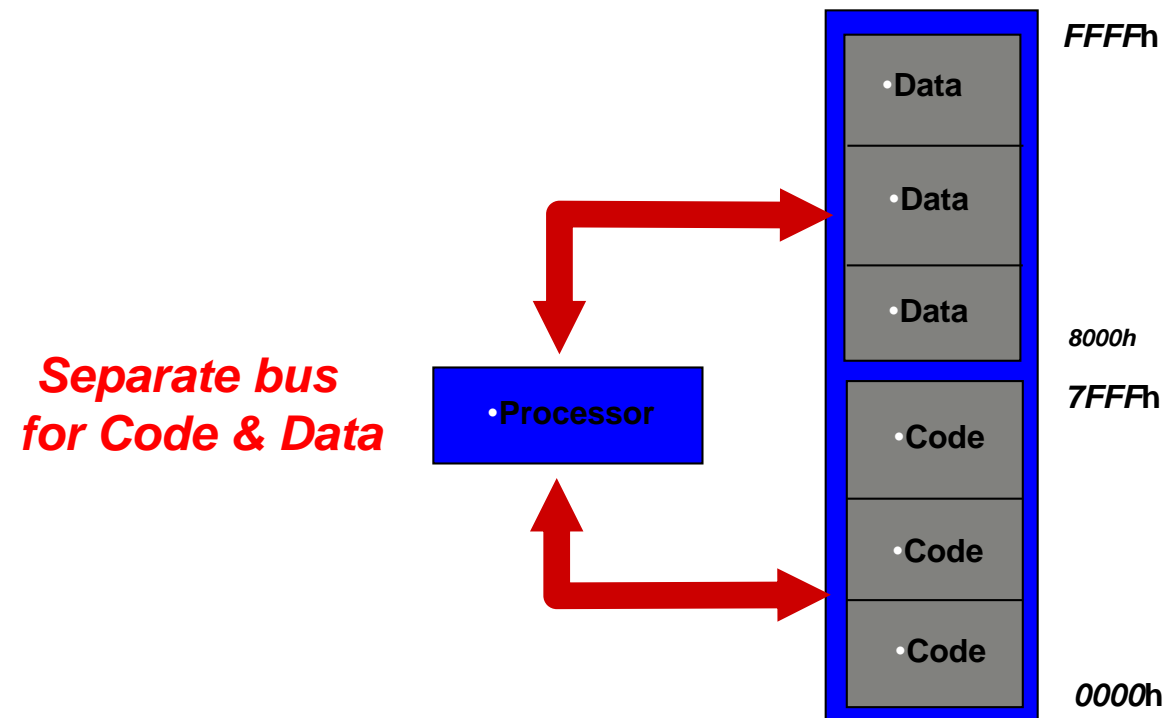 FFFFh
•Data
•Data
•Data
8000h
Separate bus
for Code & Data
•Processor
7FFFh
•Code
•Code
•Code
0000h